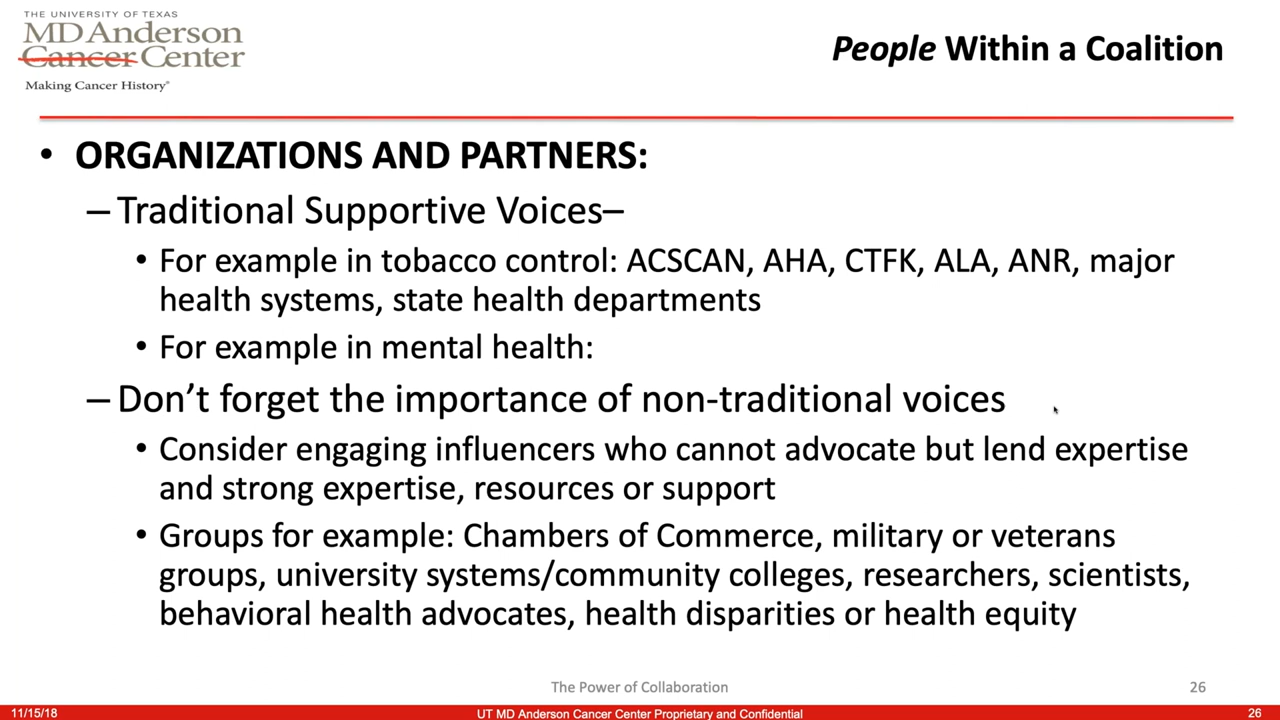 THE UNIVERSITY OF TEXAS
MD Anderson
Cancer Center
Making Cancer History®
People Within a Coalition
• ORGANIZATIONS AND PARTNERS:
– Traditional Supportive Voices–
• For example in tobacco control: ACSCAN, AHA, CTFK, ALA, ANR, major
health systems, state health departments
• For example in mental health:
– Don’t forget the importance of non-traditional voices
• Consider engaging influencers who cannot advocate but lend expertise
and strong expertise, resources or support
• Groups for example: Chambers of Commerce, military or veterans
groups, university systems/community colleges, researchers, scientists,
behavioral health advocates, health disparities or health equity
The Power of Collaboration
26
11/15/18
UT MD Anderson Cancer Center Proprietary and Confidential
26